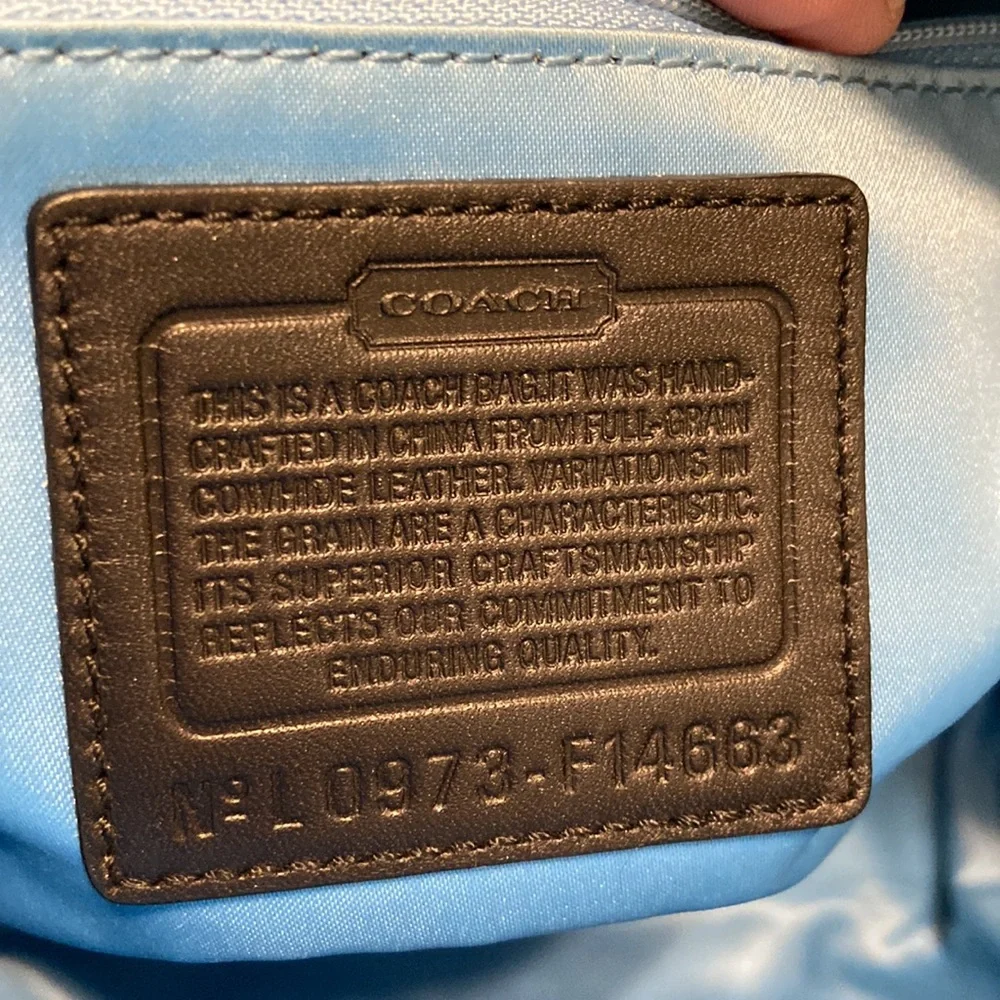 COACH
THIS IS A COACH BAG.IT WAS HAND-
CRAFTED IN CHINA FROM FULL-GRAIN
COWHIDE LEATHER. VARIATIONS IN
THE GRAIN ARE A CHARACTERISTIC.
ITS SUPERIOR CRAFTSMANSHIP
REFLECTS OUR COMMITMENT TO
ENDURING QUALITY.
Nº L0973-F14663